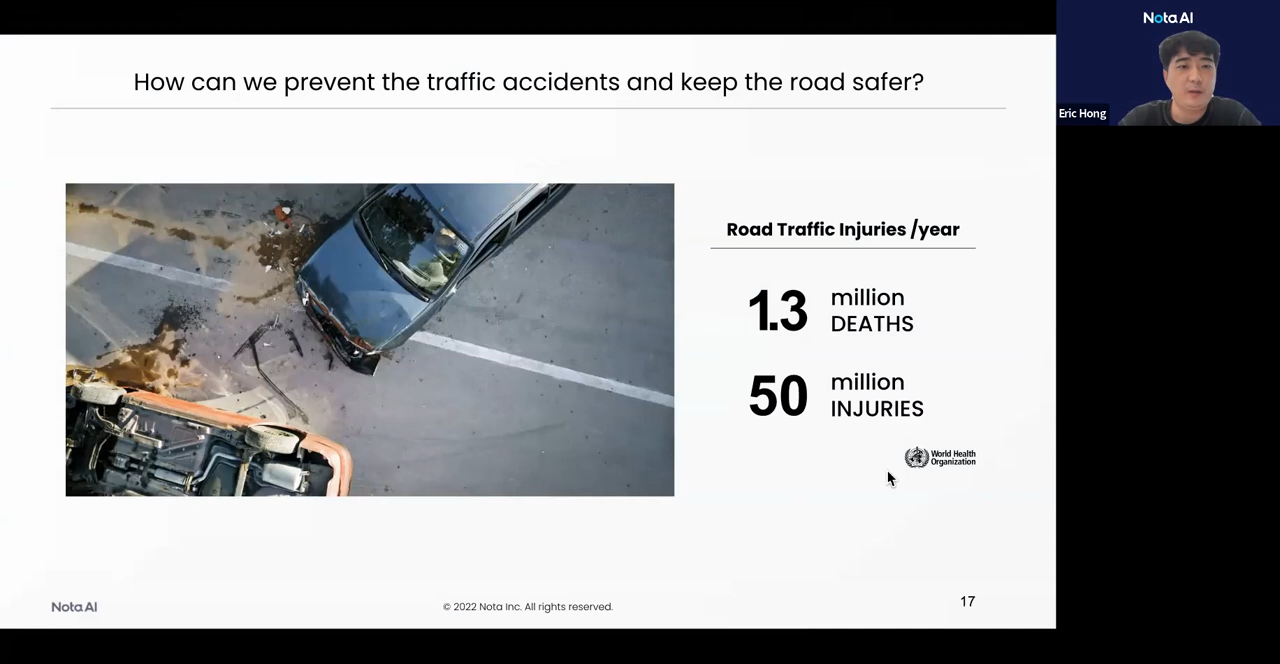 How can we prevent the traffic accidents and keep the road safer?
Road Traffic Injuries /year
1.3 million
DEATHS
50 million
INJURIES
World Health
Organization
Nota AI
© 2022 Nota Inc. All rights reserved.
17
Nota AI
Eric Hong